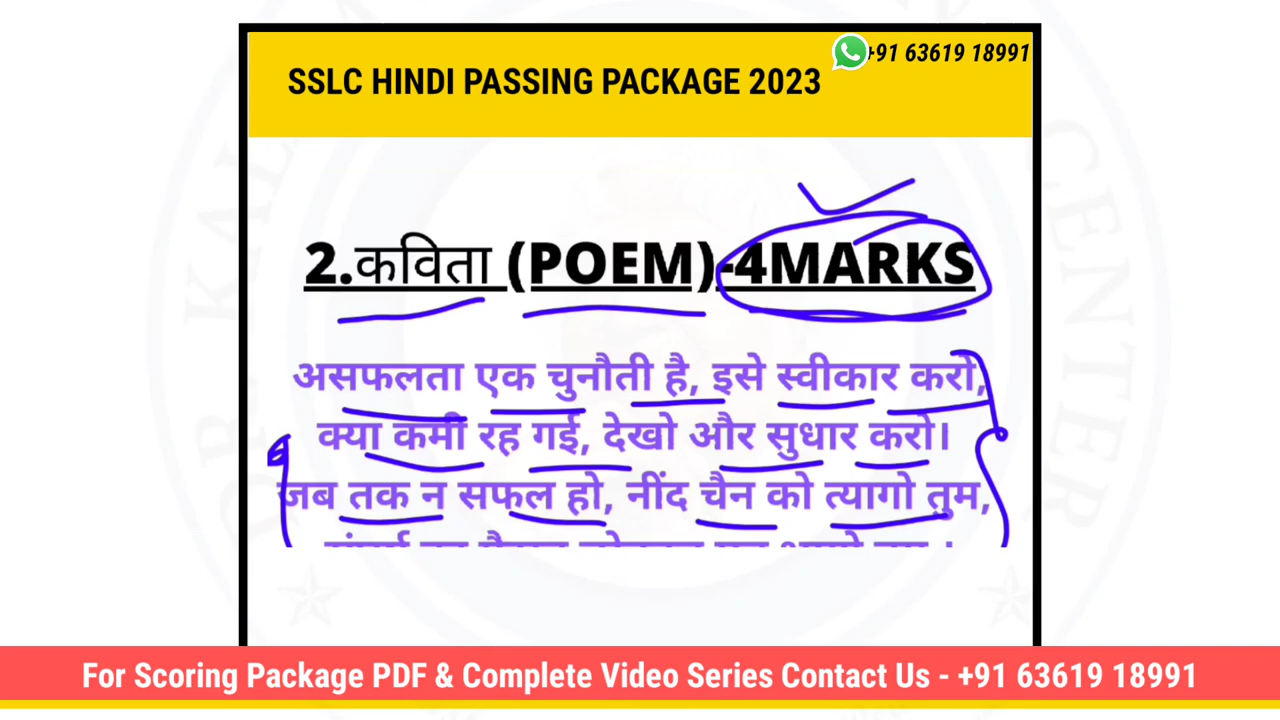 +91 63619 18991
SSLC HINDI PASSING PACKAGE 2023
2.कविता (POEM)-4MARKS
असफलता एक चुनौती है, इसे स्वीकार करो,
क्या कमी रह गई, देखो और सुधार करो।
जब तक न सफल हो, नींद चैन को त्यागो तुम,
For Scoring Package PDF & Complete Video Series Contact Us - +91 63619 18991